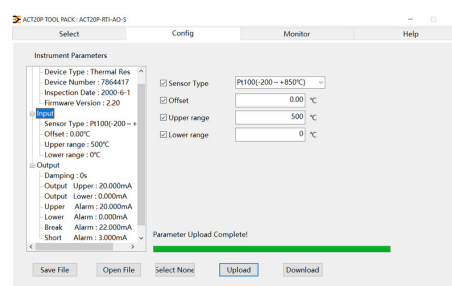 ACT20P TOOL PACK : ACT20P-RTI-AO-S
Select Config Monitor Help
Instrument Parameters
Device Type : Thermal Res
Device Number : 7864417
Inspection Date : 2000-6-1
Firmware Version : 2.20
Input
Sensor Type : Pt100(-200 ~ +
Offset : 0.00℃
Upper range : 500℃
Lower range : 0℃
Output
Damping : 0s
Output Upper : 20.000mA
Output Lower : 0.000mA
Upper Alarm : 20.000mA
Lower Alarm : 0.000mA
Break Alarm : 22.000mA
Short Alarm : 3.000mA
Sensor Type Pt100(-200 ~ +850℃)
Offset 0.00 ℃
Upper range 500 ℃
Lower range 0 ℃
Parameter Upload Complete!
Save File Open File Select None Upload Download